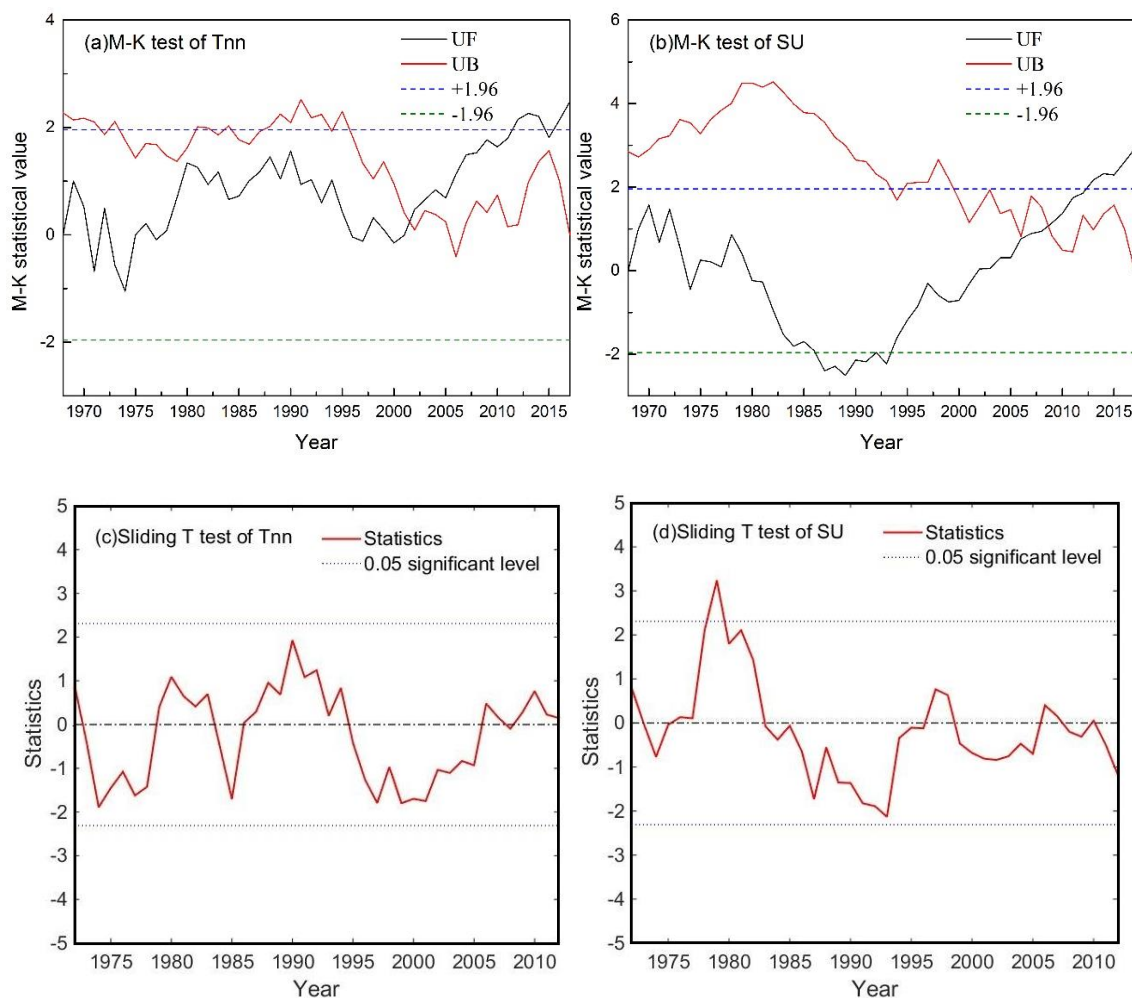 (a)M-K test of Tnn
UF
UB
+1.96
-1.96
M-K statistical value
4
2
0
-2
1970 1975 1980 1985 1990 1995 2000 2005 2010 2015
Year
(b)M-K test of SU
UF
UB
+1.96
-1.96
M-K statistical value
6
4
2
0
-2
1970 1975 1980 1985 1990 1995 2000 2005 2010 2015
Year
(c)Sliding T test of Tnn
Statistics
0.05 significant level
Statistics
5
4
3
2
1
0
-1
-2
-3
-4
-5
1975 1980 1985 1990 1995 2000 2005 2010
Year
(d)Sliding T test of SU
Statistics
0.05 significant level
Statistics
5
4
3
2
1
0
-1
-2
-3
-4
-5
1975 1980 1985 1990 1995 2000 2005 2010
Year